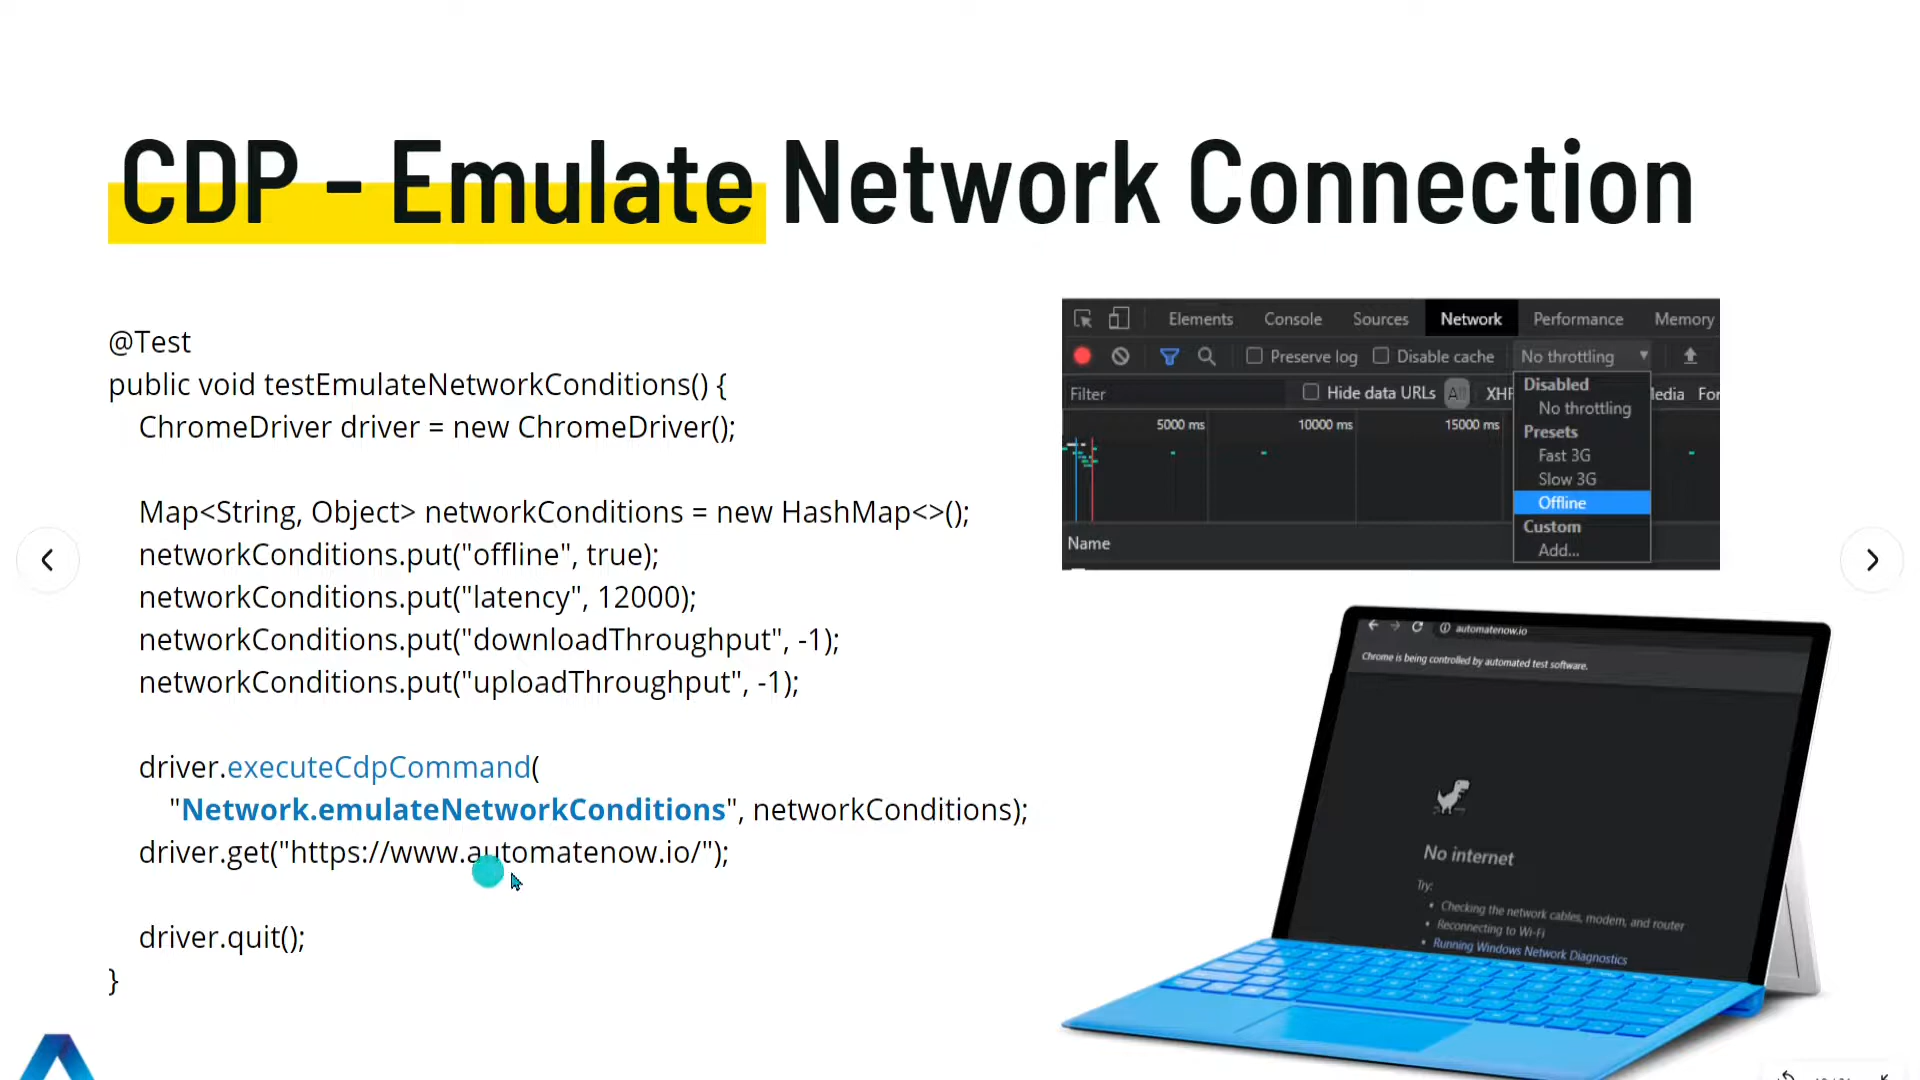 CDP - Emulate Network Connection
@Test
public void testEmulateNetworkConditions() {
ChromeDriver driver = new ChromeDriver();
Map<String, Object> networkConditions = new HashMap<>();
networkConditions.put("offline", true);
networkConditions.put("latency", 12000);
networkConditions.put("downloadThroughput", -1);
networkConditions.put("uploadThroughput", -1);
driver.executeCdpCommand(
"Network.emulateNetworkConditions", networkConditions);
driver.get("https://www.automatenow.io/");
driver.quit();
}
Elements Console Sources Network Performance Memory
Preserve log Disable cache No throttling
Filter Hide data URLs All
5000 ms 10000 ms 15000 ms
Disabled
No throttling
Presets
Fast 3G
Slow 3G
Offline
Custom
Add...
Name
automatenow.io
Chrome is being controlled by automated test software.
No internet
Try:
Checking the network cables, modem, and router
Reconnecting to Wi-Fi
Running Windows Network Diagnostics